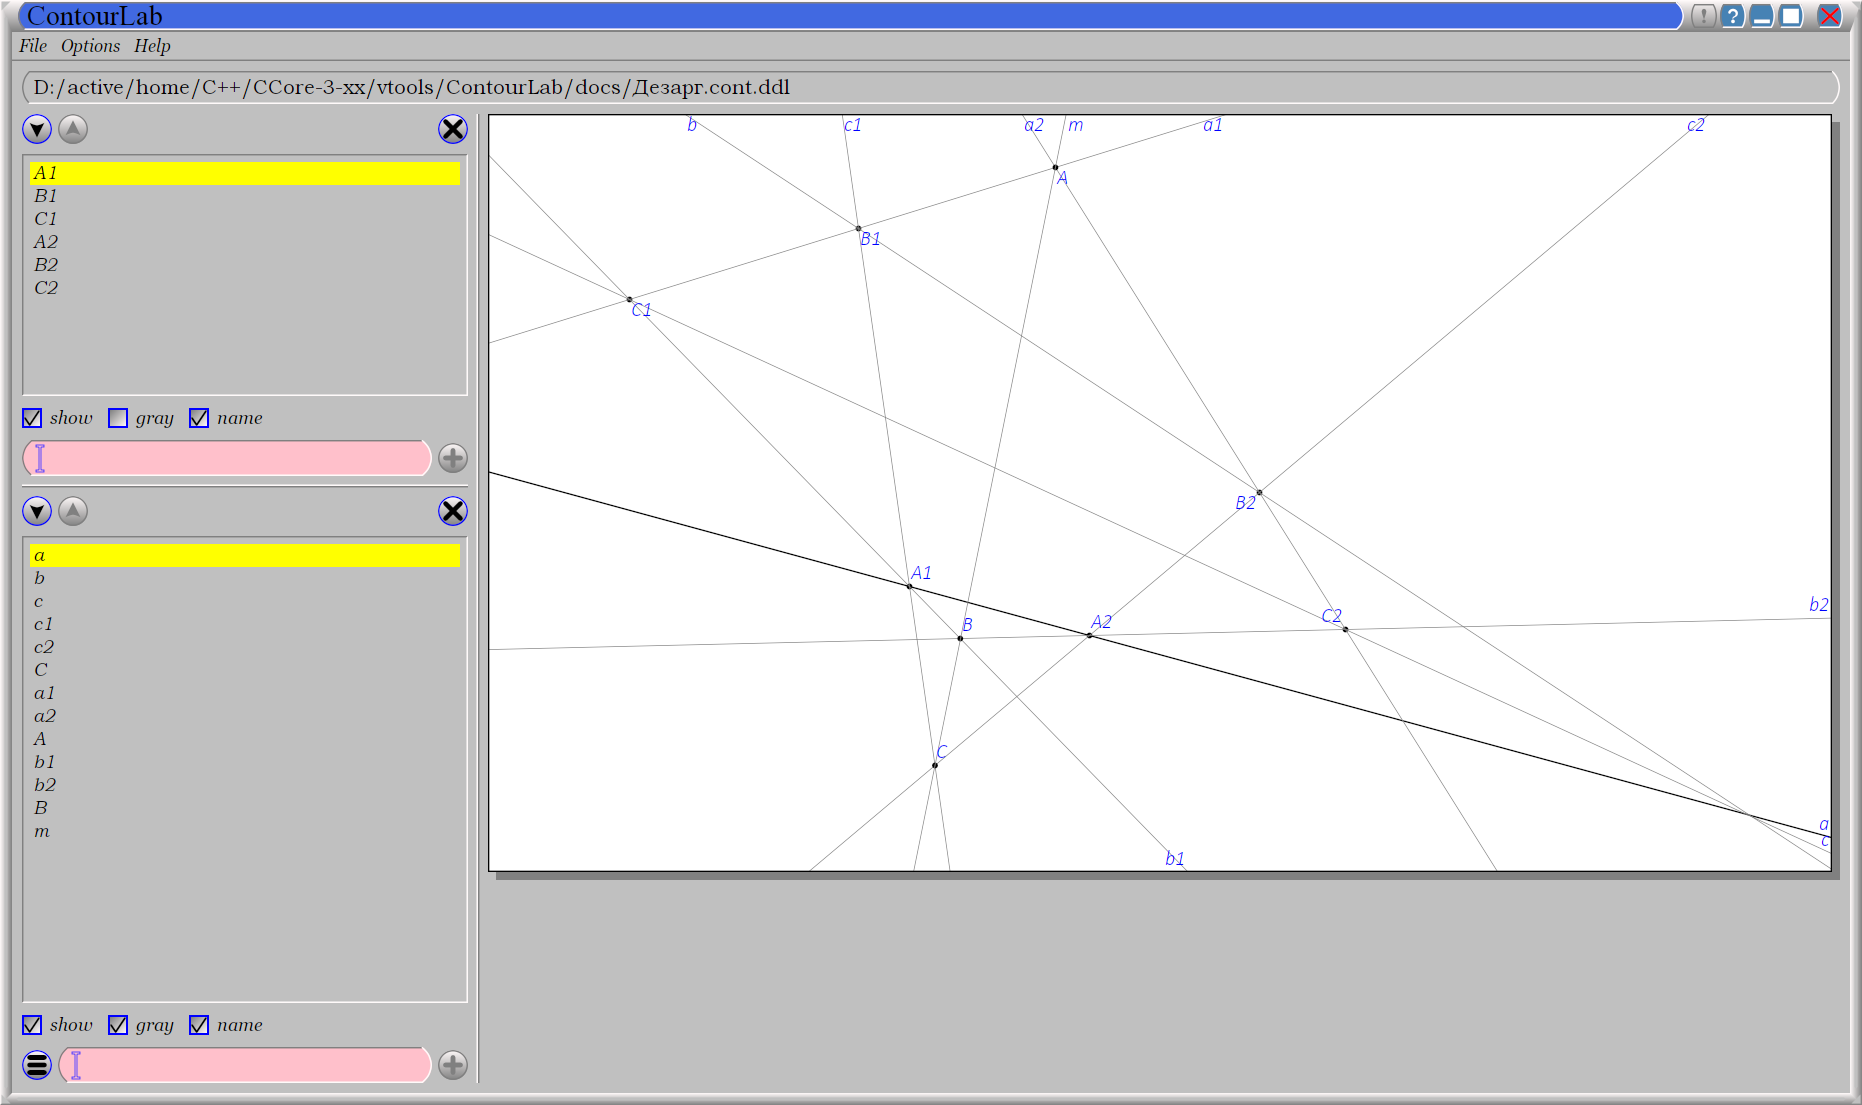 ContourLab
File Options Help
D:/active/home/C++/CCore-3-xx/vtools/ContourLab/docs/Дезарг.cont.ddl
A1
B1
C1
A2
B2
C2
show gray name
a
b
c
c1
c2
C
a1
a2
A
b1
b2
B
m
show gray name
b c1 a2 m a1 c2
A
B1
C1
B2
A1
b2
C2
A2
B
C
a
c
b1